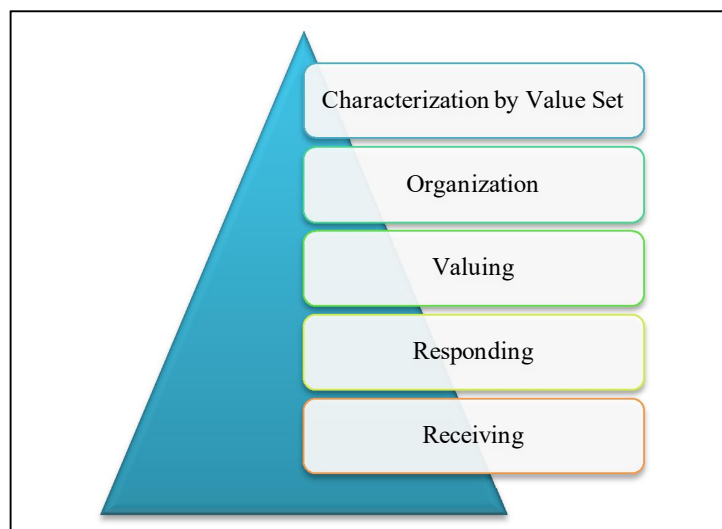 Characterization by Value Set
Organization
Valuing
Responding
Receiving